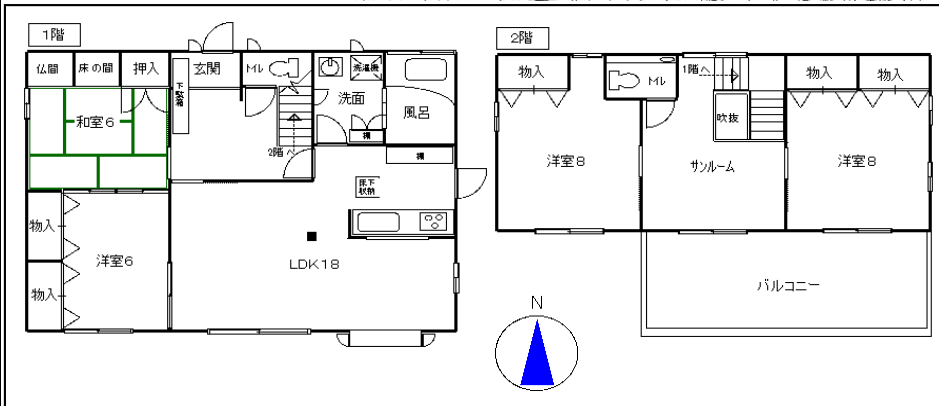 1階
仏間
床の間
押入
下駄箱
玄関
トイレ
洗濯機
洗面
風呂
棚
和室6
2階へ
棚
床下
収納
物入
洋室6
物入
LDK18
2階
物入
トイレ
1階へ
吹抜
物入
物入
洋室8
サンルーム
洋室8
バルコニー
N